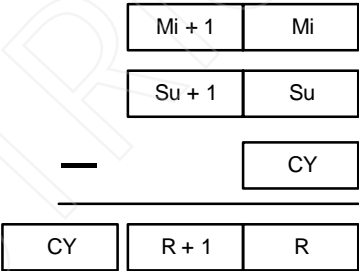 Mi + 1 Mi
Su + 1 Su
— CY
CY R + 1 R